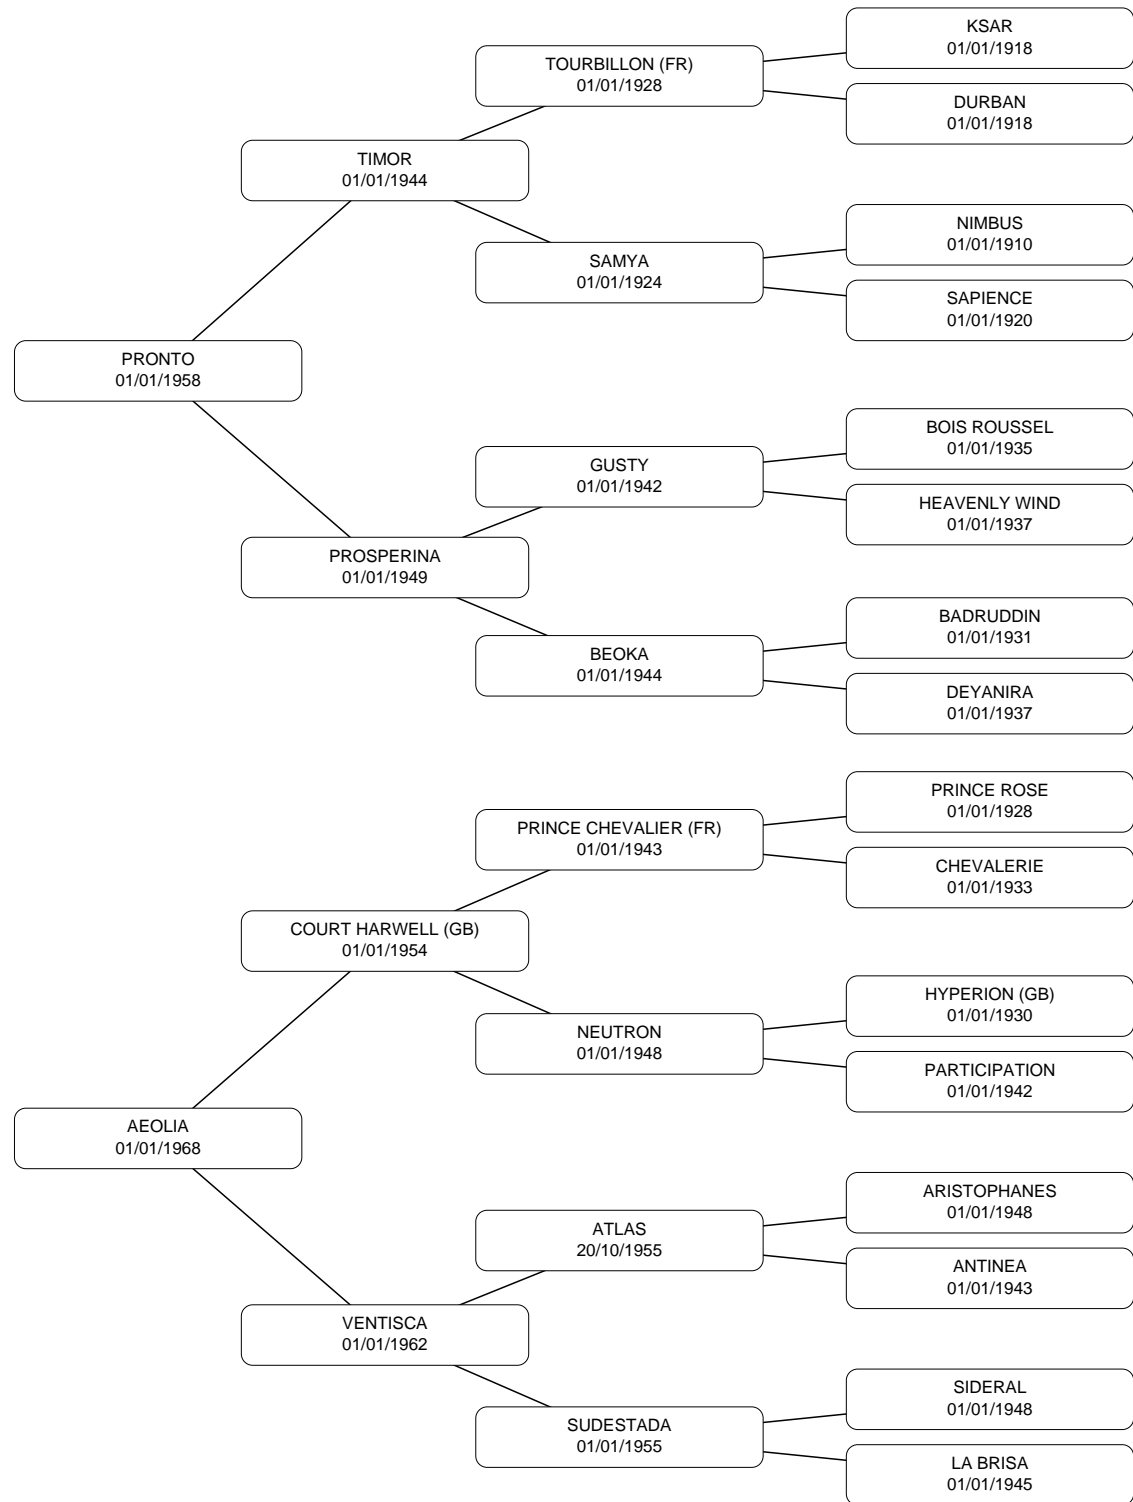 KSAR
01/01/1918
TOURBILLON (FR)
01/01/1928
DURBAN
01/01/1918
TIMOR
01/01/1944
NIMBUS
01/01/1910
SAMYA
01/01/1924
SAPIENCE
01/01/1920
PRONTO
01/01/1958
BOIS ROUSSEL
01/01/1935
GUSTY
01/01/1942
HEAVENLY WIND
01/01/1937
PROSPERINA
01/01/1949
BADRUDDIN
01/01/1931
BEOKA
01/01/1944
DEYANIRA
01/01/1937
PRINCE ROSE
01/01/1928
PRINCE CHEVALIER (FR)
01/01/1943
CHEVALERIE
01/01/1933
COURT HARWELL (GB)
01/01/1954
HYPERION (GB)
01/01/1930
NEUTRON
01/01/1948
PARTICIPATION
01/01/1942
AEOLIA
01/01/1968
ARISTOPHANES
01/01/1948
ATLAS
20/10/1955
ANTINEA
01/01/1943
VENTISCA
01/01/1962
SIDERAL
01/01/1948
SUDESTADA
01/01/1955
LA BRISA
01/01/1945